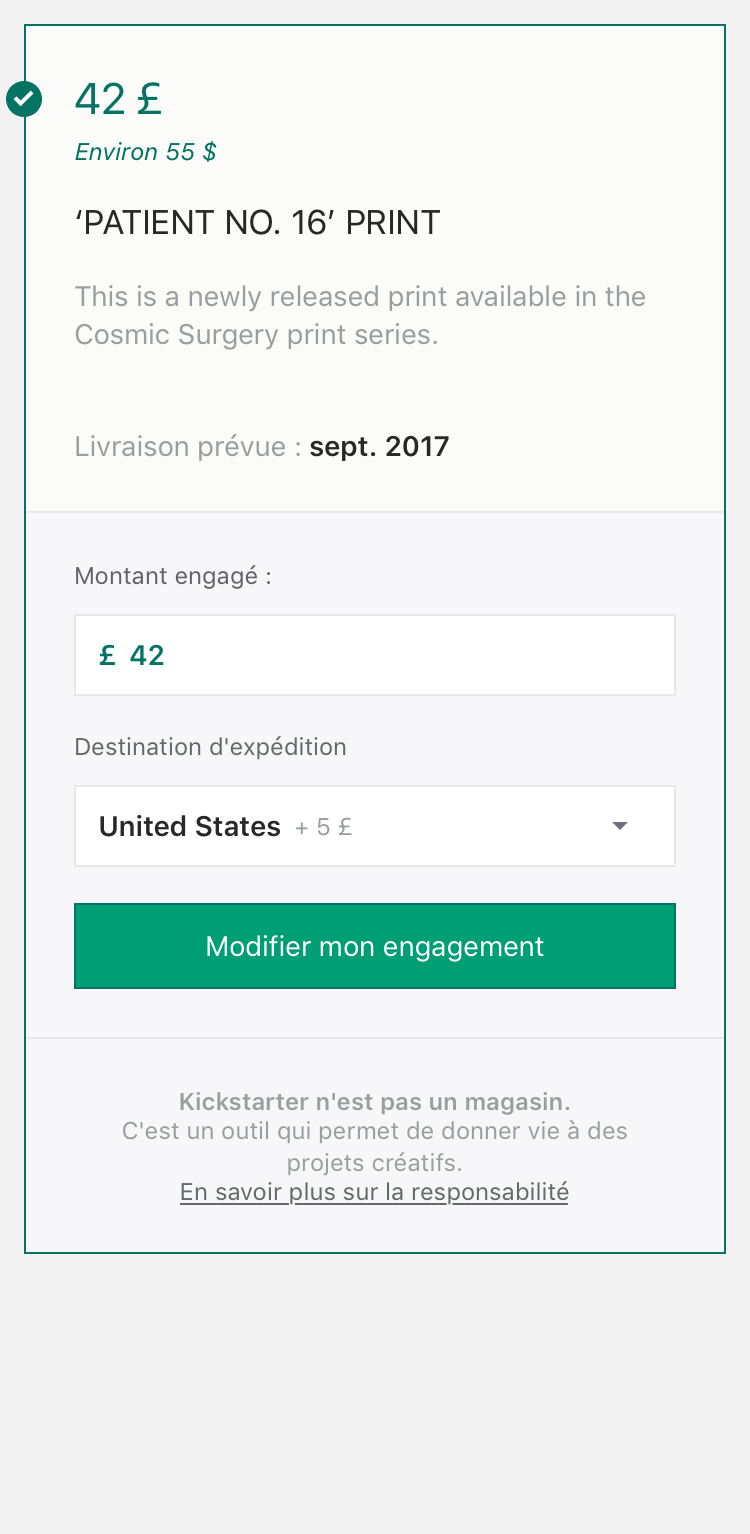 42 £
Environ 55 $
‘PATIENT NO. 16’ PRINT
This is a newly released print available in the
Cosmic Surgery print series.
Livraison prévue : sept. 2017
Montant engagé :
£ 42
Destination d'expédition
United States + 5 £
Modifier mon engagement
Kickstarter n'est pas un magasin.
C'est un outil qui permet de donner vie à des
projets créatifs.
En savoir plus sur la responsabilité